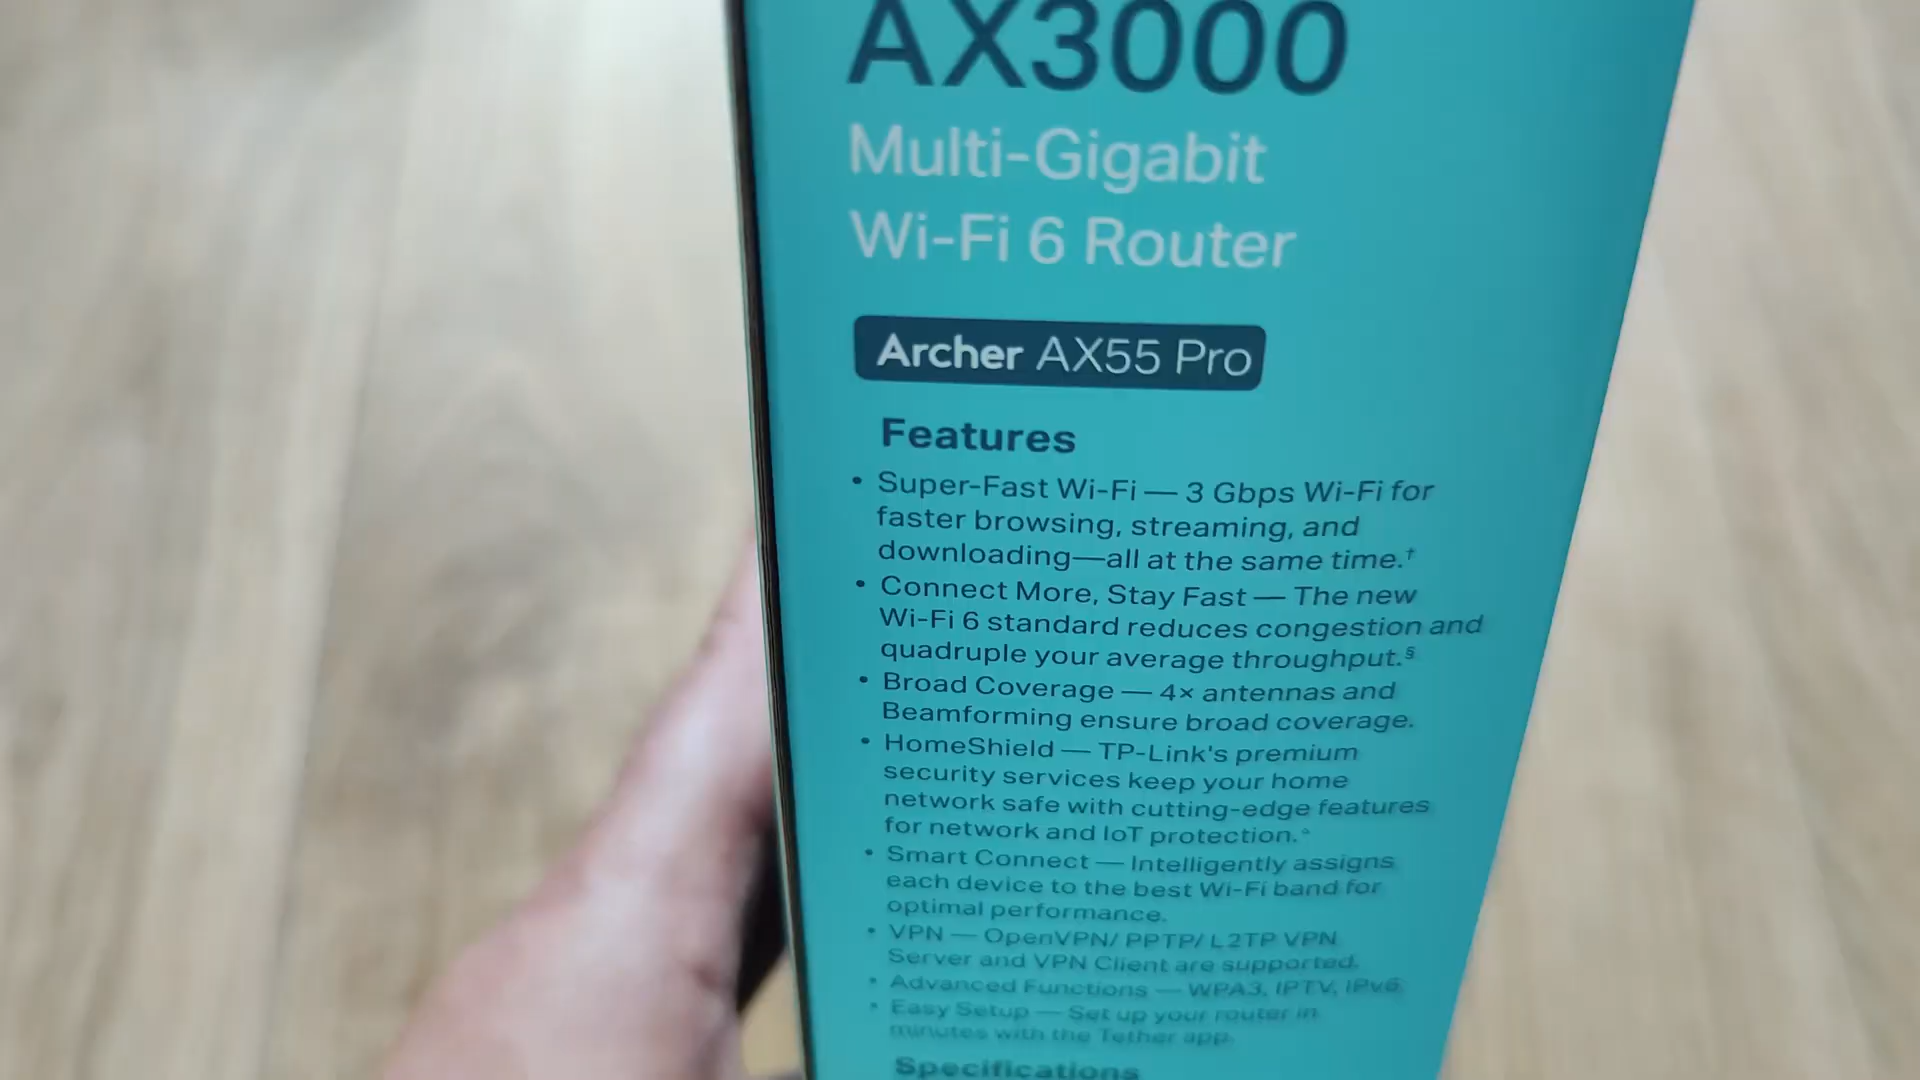 AX3000
Multi-Gigabit
Wi-Fi 6 Router
Archer AX55 Pro
Features
• Super-Fast Wi-Fi — 3 Gbps Wi-Fi for
faster browsing, streaming, and
downloading—all at the same time.†
• Connect More, Stay Fast — The new
Wi-Fi 6 standard reduces congestion and
quadruple your average throughput.§
• Broad Coverage — 4× antennas and
Beamforming ensure broad coverage.
• HomeShield — TP-Link's premium
security services keep your home
network safe with cutting-edge features
for network and IoT protection.
• Smart Connect — Intelligently assigns
each device to the best Wi-Fi band for
optimal performance.
• VPN — OpenVPN/ PPTP/ L2TP VPN
Server and VPN Client are supported.
• Advanced Functions — WPA3, IPTV, IPv6.
• Easy Setup — Set up your router in
minutes with the Tether app.
Specifications